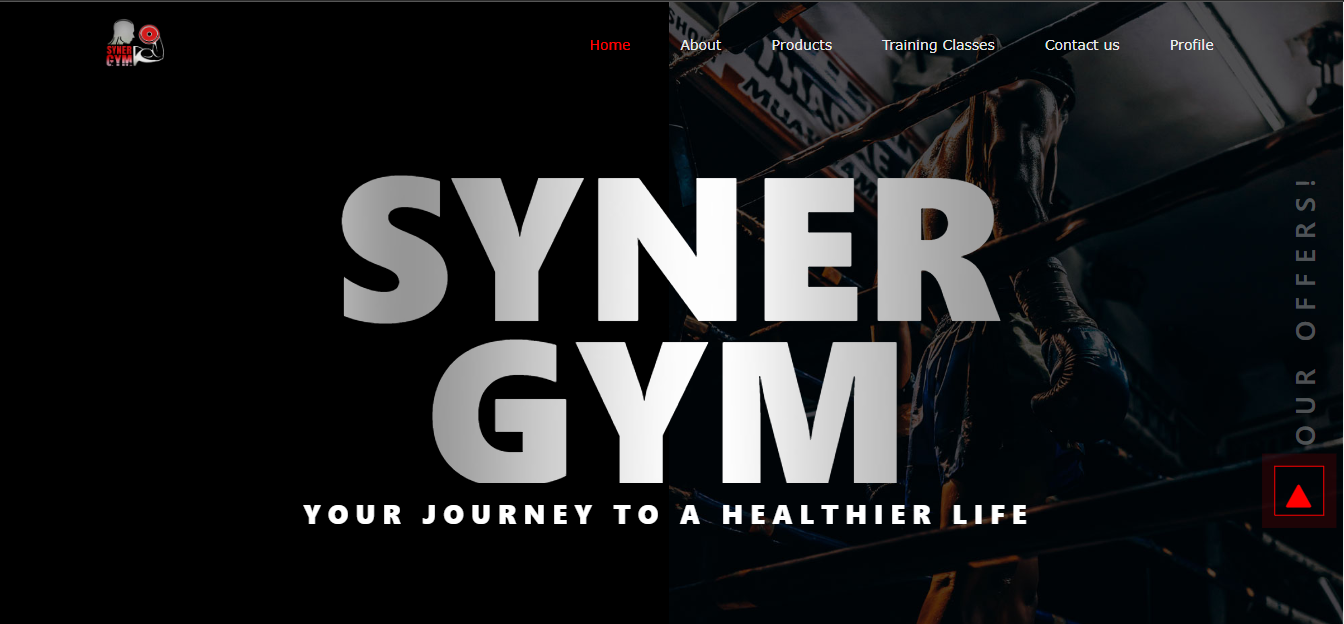 SYNER
GYM
Home
About
Products
Training Classes
Contact us
Profile
SYNER
GYM
YOUR JOURNEY TO A HEALTHIER LIFE
OUR OFFERS!